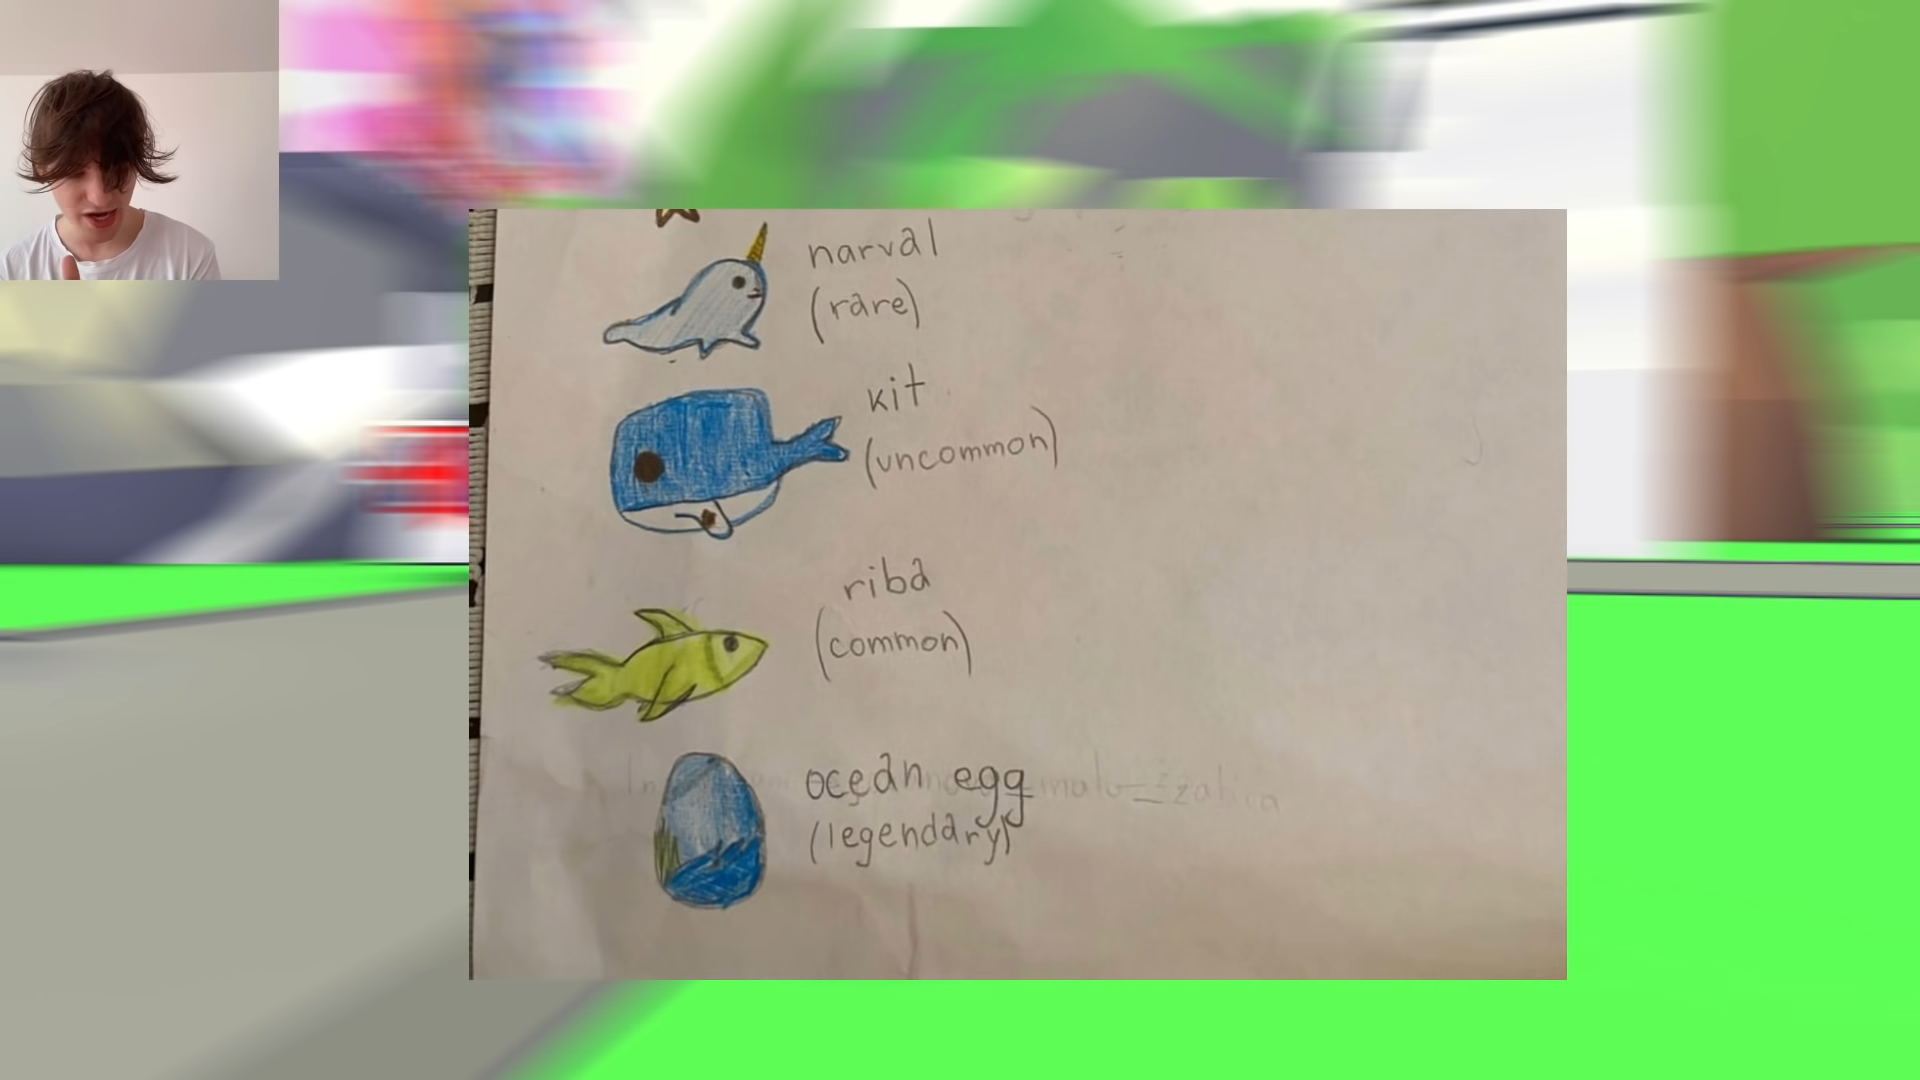 narval
(rare)
kit
(uncommon)
riba
(common)
ocean egg
(legendary)